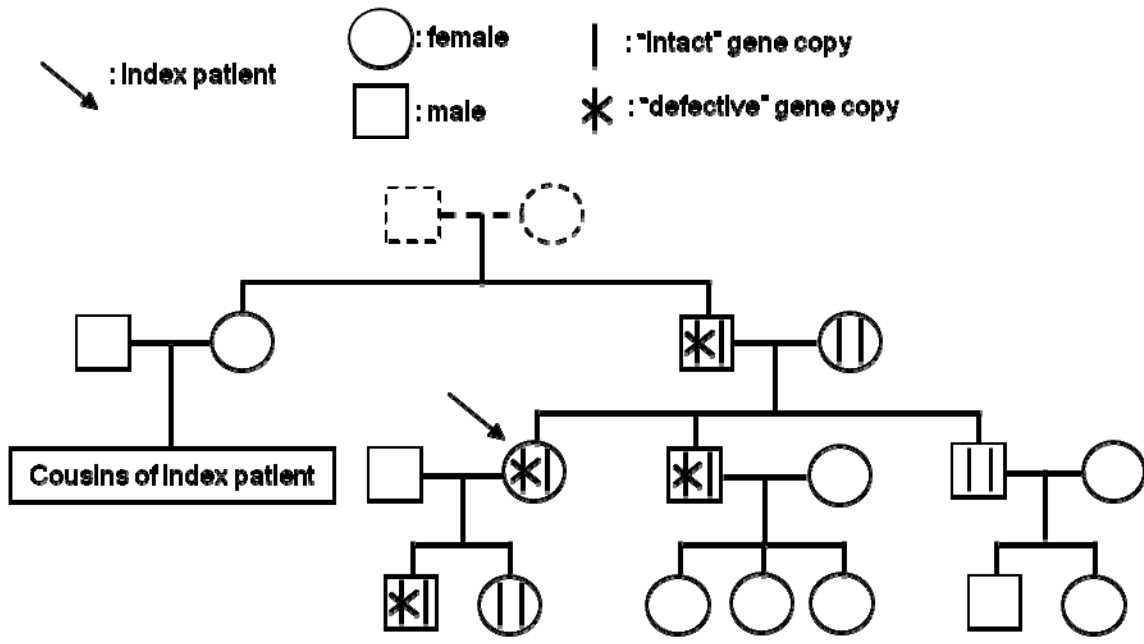 : female
: "intact" gene copy
: Index patient
: male
: "defective" gene copy
Cousins of Index patient